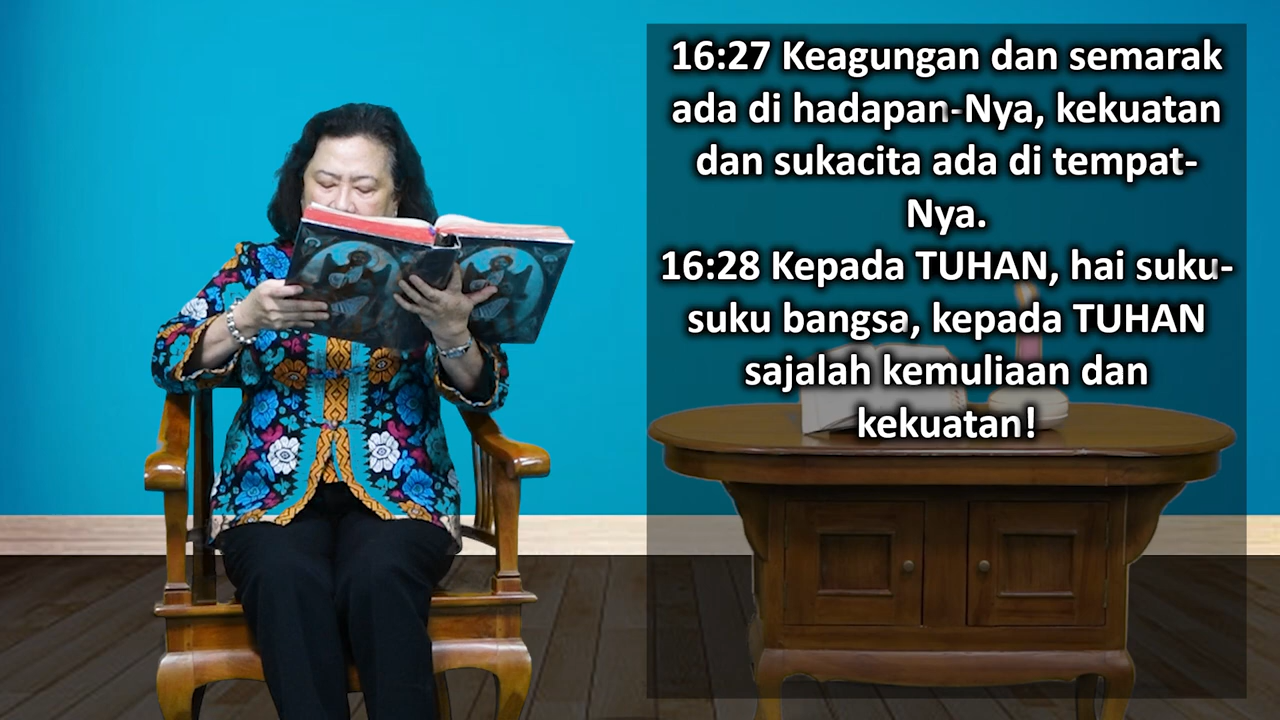 16:27 Keagungan dan semarak
ada di hadapan-Nya, kekuatan
dan sukacita ada di tempat-
Nya.
16:28 Kepada TUHAN, hai suku-
suku bangsa, kepada TUHAN
sajalah kemuliaan dan
kekuatan!